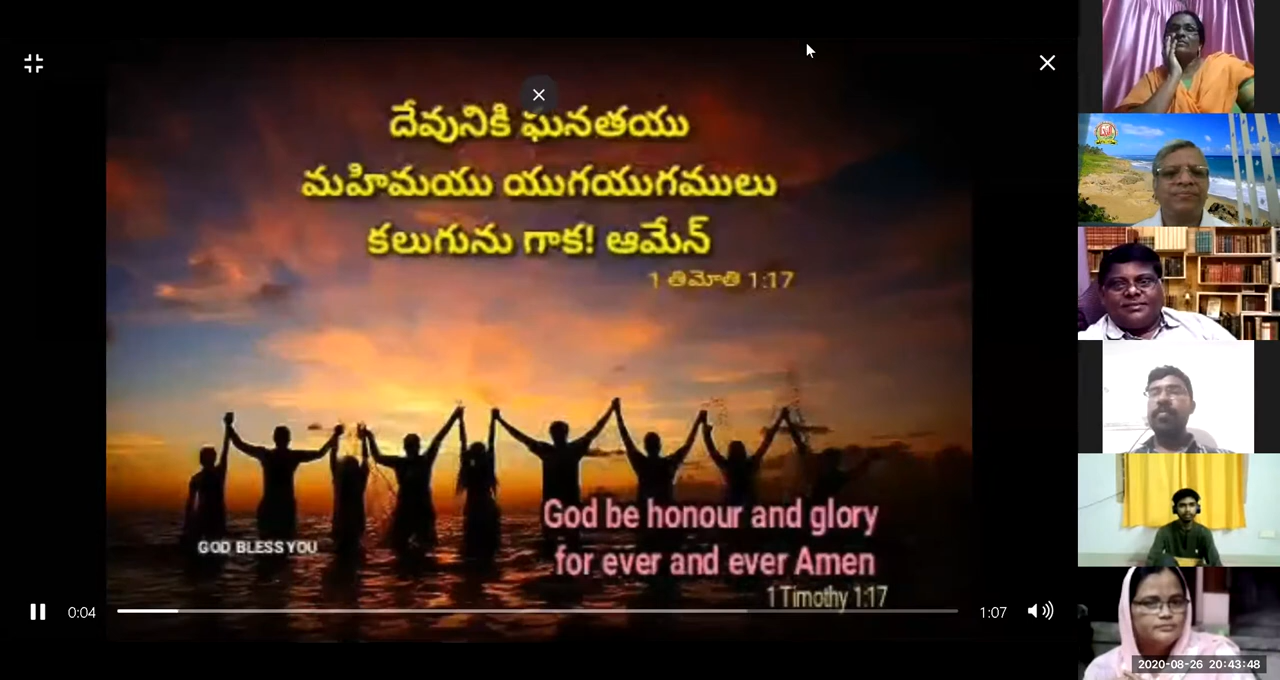 దేవునికి ఘనతయు
మహిమయు యుగయుగములు
కలుగును గాక! ఆమేన్
1 తిమోతి 1:17
God be honour and glory
for ever and ever Amen
1 Timothy 1:17
GOD BLESS YOU
0:04
1:07
2020-08-26 20:43:48